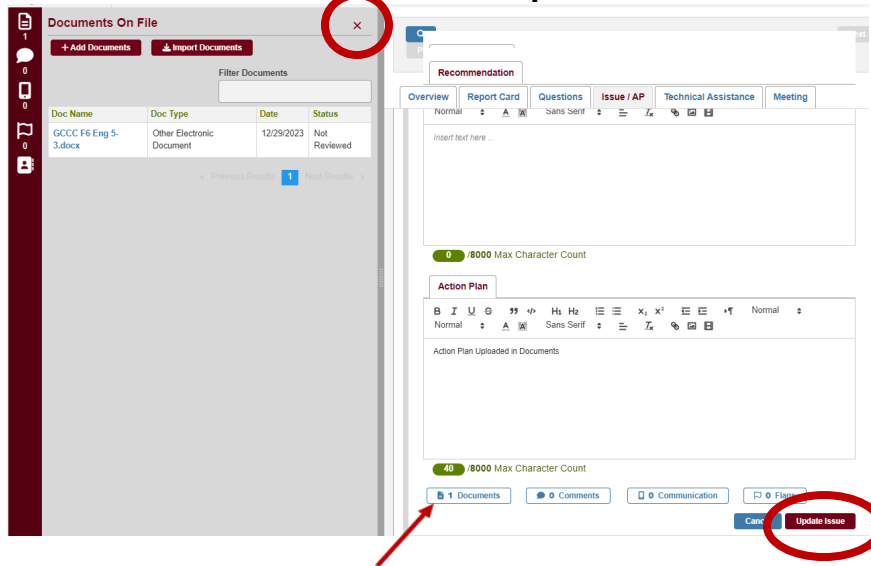 Documents On File
×
1
+ Add Documents
Import Documents
0
Filter Documents
0
Doc Name Doc Type Date Status
GCCC F6 Eng 5-
3.docx
Other Electronic
Document
12/29/2023
Not
Reviewed
0
« Previous Results 1 Next Results »
Recommendation
Overview Report Card Questions Issue / AP Technical Assistance Meeting
Normal A A Sans Serif
Insert text here ...
0 /8000 Max Character Count
Action Plan
B I U S ” </> H1 H2 x2 x2 ¶ Normal
Normal A A Sans Serif Tx
Action Plan Uploaded in Documents
40 /8000 Max Character Count
1 Documents 0 Comments 0 Communication 0 Flags
Update Issue